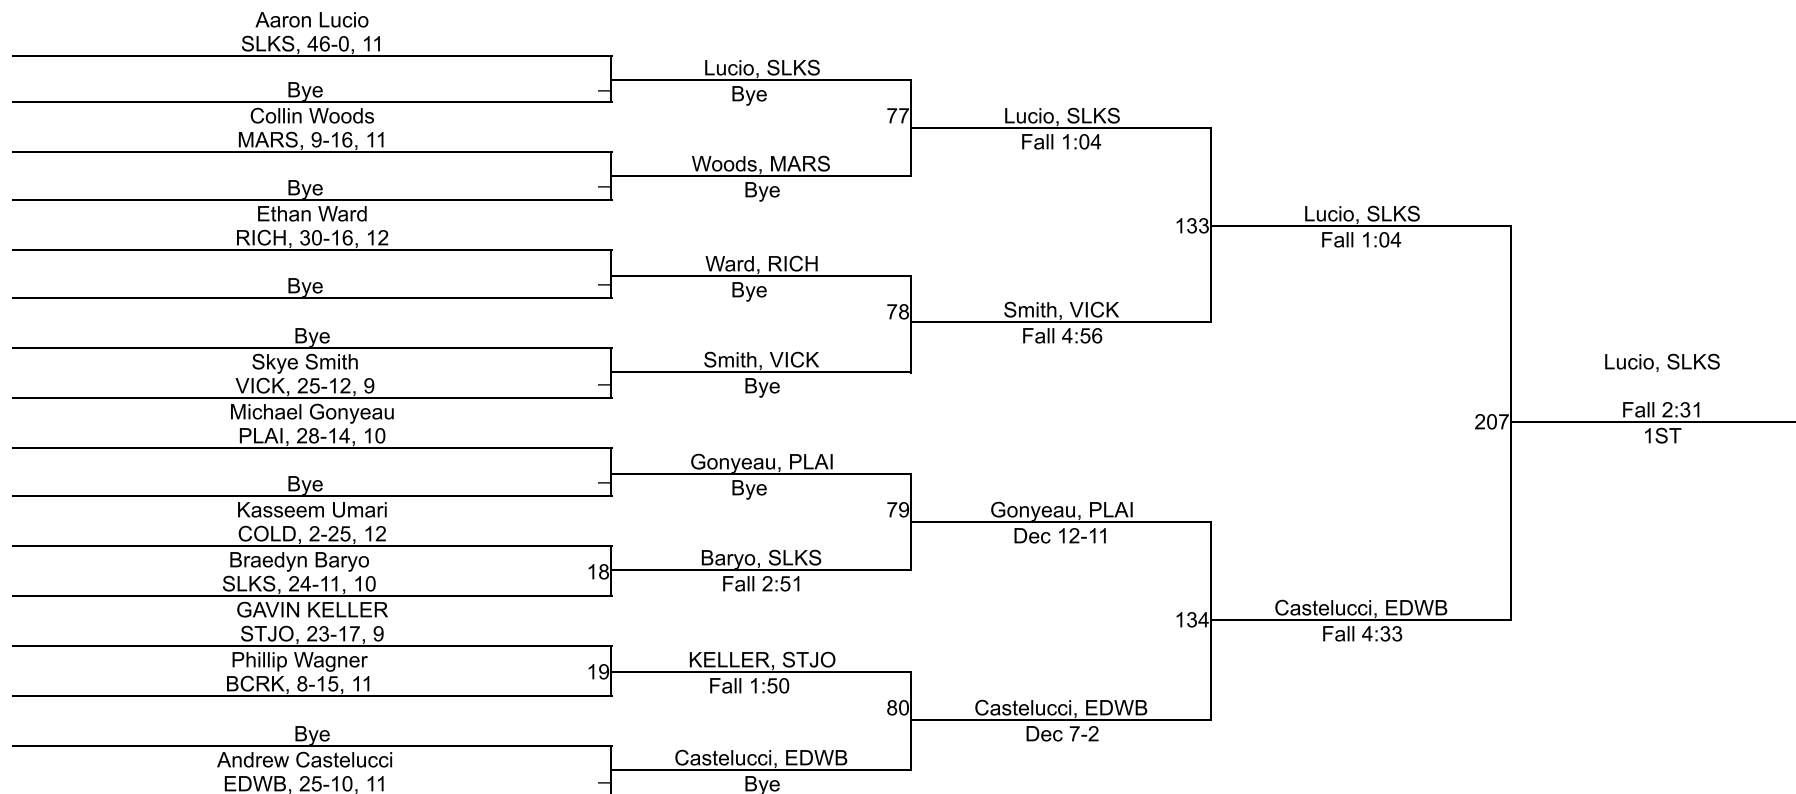 Aaron Lucio
SLKS, 46-0, 11
Bye
Collin Woods
MARS, 9-16, 11
Bye
Ethan Ward
RICH, 30-16, 12
Bye
Bye
Skye Smith
VICK, 25-12, 9
Michael Gonyeau
PLAI, 28-14, 10
Bye
Kasseem Umari
COLD, 2-25, 12
Braedyn Baryo
SLKS, 24-11, 10
GAVIN KELLER
STJO, 23-17, 9
Phillip Wagner
BCRK, 8-15, 11
Bye
Andrew Castelucci
EDWB, 25-10, 11
18
19
Lucio, SLKS
Bye
Woods, MARS
Bye
Ward, RICH
Bye
Smith, VICK
Bye
Gonyeau, PLAI
Bye
Baryo, SLKS
Fall 2:51
KELLER, STJO
Fall 1:50
Castelucci, EDWB
Bye
77
78
79
80
Lucio, SLKS
Fall 1:04
Smith, VICK
Fall 4:56
Gonyeau, PLAI
Dec 12-11
Castelucci, EDWB
Dec 7-2
133
134
Lucio, SLKS
Fall 1:04
Castelucci, EDWB
Fall 4:33
207
Lucio, SLKS
Fall 2:31
1ST